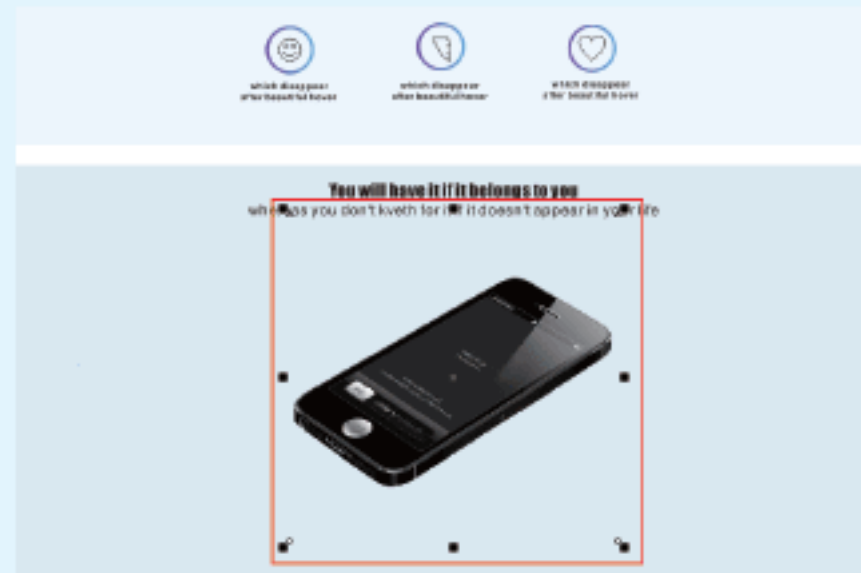 which disappear
after beautiful hover
which disappear
after beautiful hover
which disappear
after beautiful hover
You will have it if it belongs to you
you don't kveth for it if it doesn't appear in your life